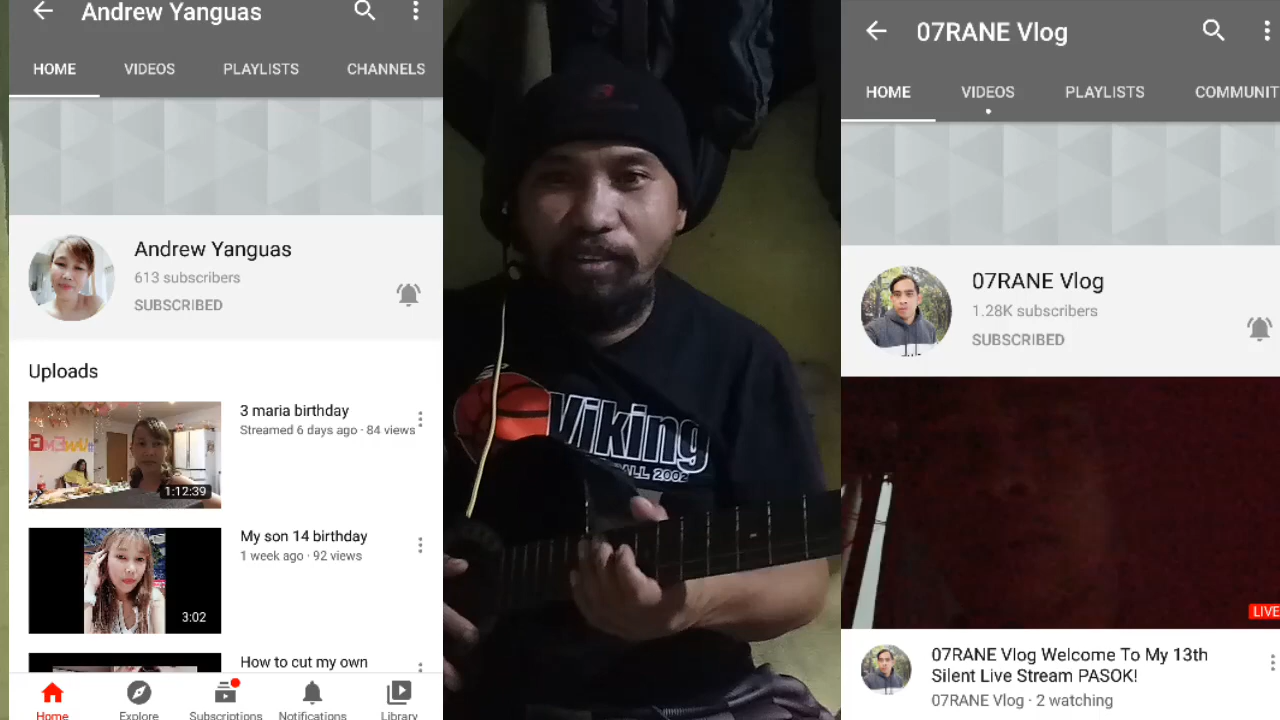 Andrew Yanguas
HOME VIDEOS PLAYLISTS CHANNELS
Andrew Yanguas
613 subscribers
SUBSCRIBED
Uploads
3 maria birthday
Streamed 6 days ago · 84 views
1:12:39
My son 14 birthday
1 week ago · 92 views
3:02
How to cut my own
Home Explore Subscriptions Notifications Library
Viking
ALL 2002
07RANE Vlog
HOME VIDEOS PLAYLISTS COMMUNIT
07RANE Vlog
1.28K subscribers
SUBSCRIBED
LIVE
07RANE Vlog Welcome To My 13th
Silent Live Stream PASOK!
07RANE Vlog · 2 watching